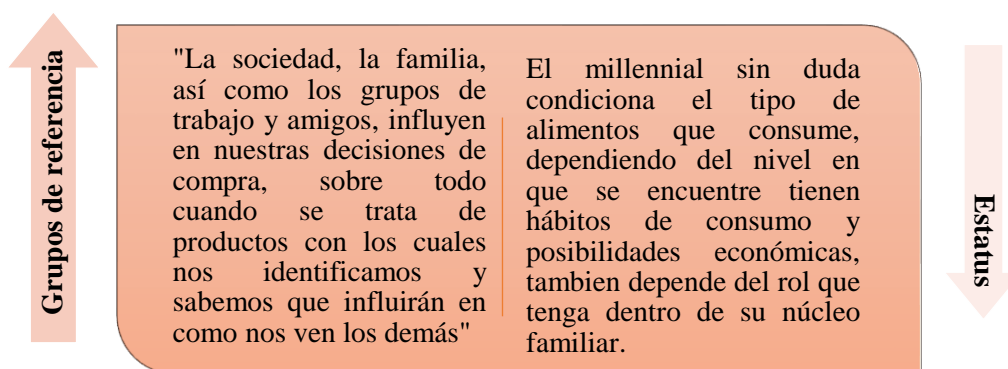 Grupos de referencia
"La sociedad, la familia,
así como los grupos de
trabajo y amigos, influyen
en nuestras decisiones de
compra, sobre todo
cuando se trata de
productos con los cuales
nos identificamos y
sabemos que influirán en
como nos ven los demás"
El millennial sin duda
condiciona el tipo de
alimentos que consume,
dependiendo del nivel en
que se encuentre tienen
hábitos de consumo y
posibilidades económicas,
tambien depende del rol que
tenga dentro de su núcleo
familiar.
Estatus